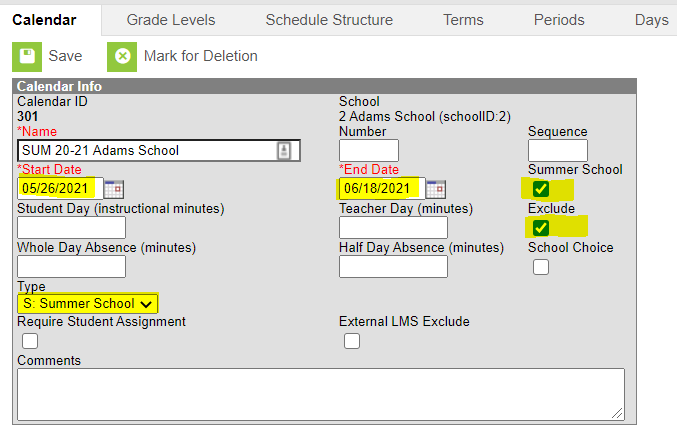 Calendar Grade Levels Schedule Structure Terms Periods Days
Save Mark for Deletion
Calendar Info
Calendar ID School
301 2 Adams School (schoolID:2)
*Name Number Sequence
SUM 20-21 Adams School
*Start Date *End Date Summer School
05/26/2021 06/18/2021
Student Day (instructional minutes) Teacher Day (minutes) Exclude
Whole Day Absence (minutes) Half Day Absence (minutes) School Choice
Type
S: Summer School
Require Student Assignment External LMS Exclude
Comments